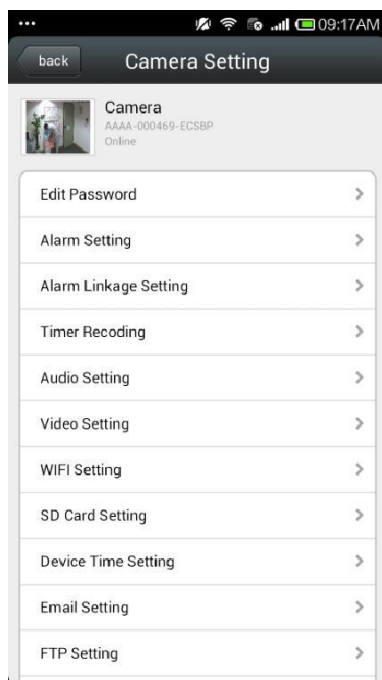 ... 09:17AM
back Camera Setting
Camera
AAAA-000469-ECSBP
Online
Edit Password
Alarm Setting
Alarm Linkage Setting
Timer Recoding
Audio Setting
Video Setting
WIFI Setting
SD Card Setting
Device Time Setting
Email Setting
FTP Setting